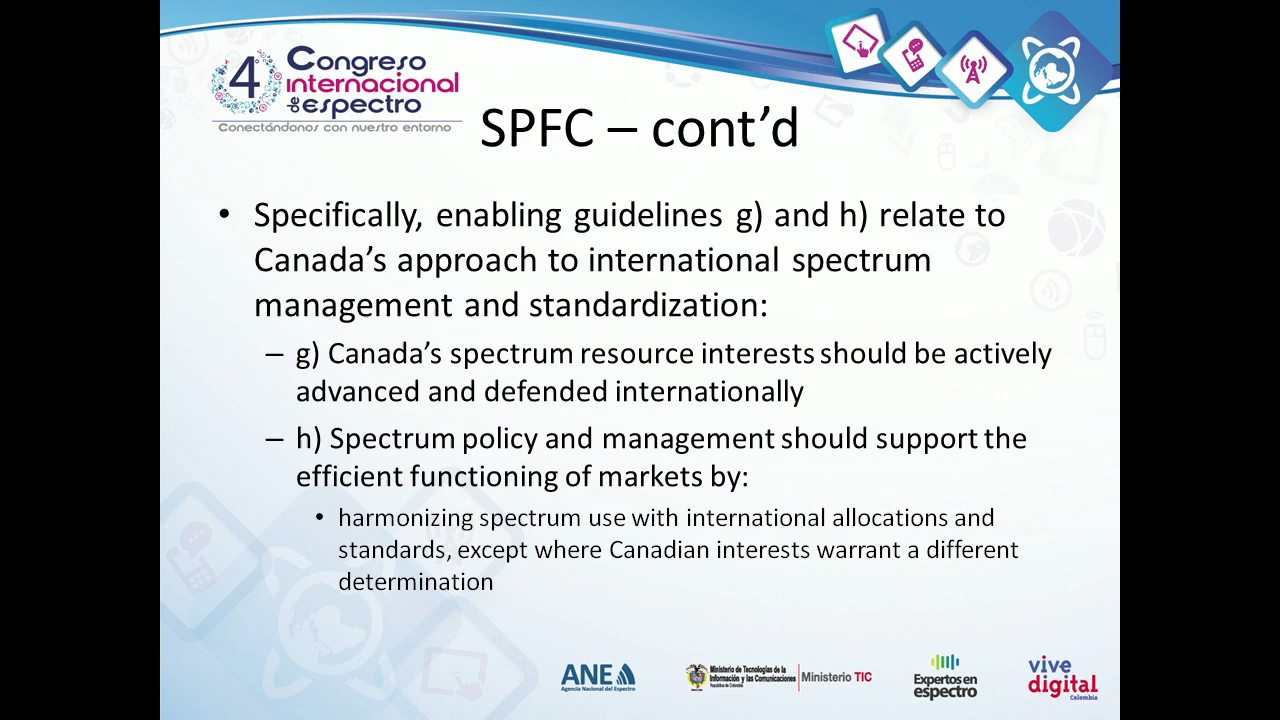 4°
Congreso
internacional
de espectro
Conectándonos con nuestro entorno
SPFC – cont’d
• Specifically, enabling guidelines g) and h) relate to
Canada’s approach to international spectrum
management and standardization:
– g) Canada’s spectrum resource interests should be actively
advanced and defended internationally
– h) Spectrum policy and management should support the
efficient functioning of markets by:
• harmonizing spectrum use with international allocations and
standards, except where Canadian interests warrant a different
determination
ANE
Agencia Nacional del Espectro
Ministerio de Tecnologías de la
Información y las Comunicaciones
República de Colombia
Ministerio TIC
Expertos en
espectro
vive
digital
Colombia